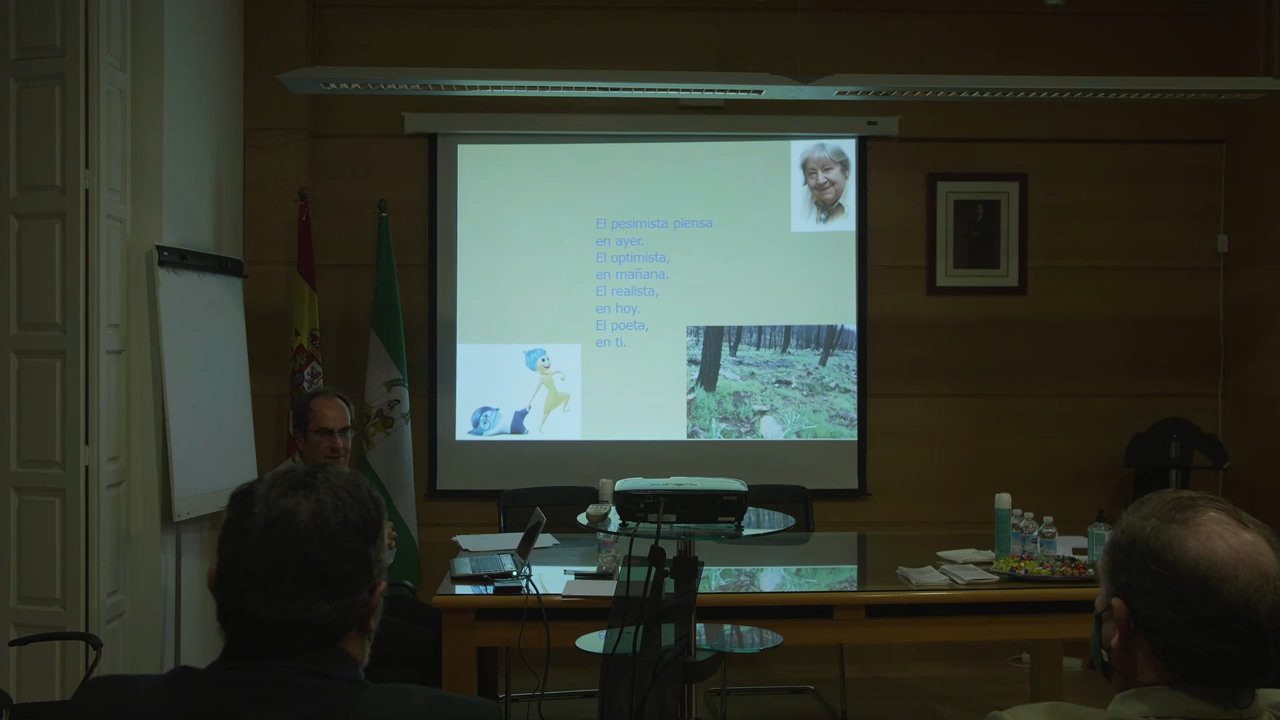 El pesimista piensa
en ayer.
El optimista,
en mañana.
El realista,
en hoy.
El poeta,
en ti.